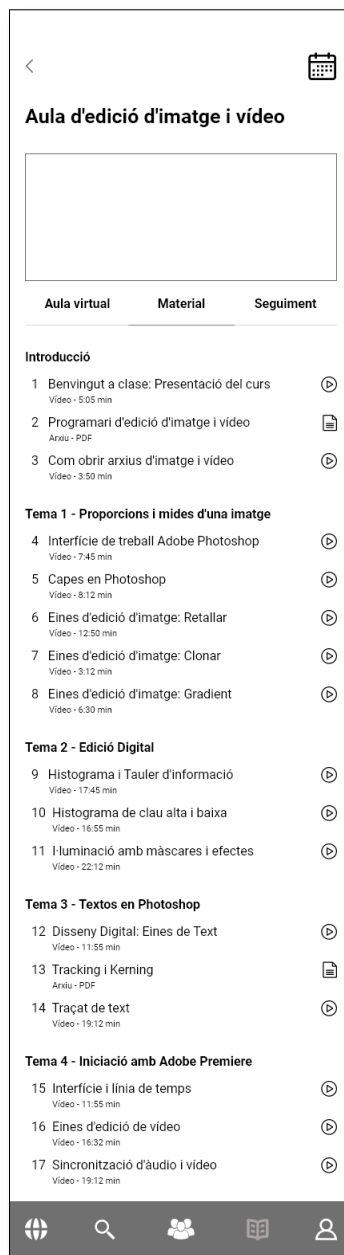 Aula d'edició d'imatge i vídeo
Aula virtual Material Seguiment
Introducció
1 Benvingut a clase: Presentació del curs
Vídeo - 5:05 min
2 Programari d'edició d'imatge i vídeo
Arxiu - PDF
3 Com obrir arxius d'imatge i vídeo
Vídeo - 3:50 min
Tema 1 - Proporcions i mides d'una imatge
4 Interfície de treball Adobe Photoshop
Vídeo - 7:45 min
5 Capes en Photoshop
Vídeo - 8:12 min
6 Eines d'edició d'imatge: Retallar
Vídeo - 12:50 min
7 Eines d'edició d'imatge: Clonar
Vídeo - 3:12 min
8 Eines d'edició d'imatge: Gradient
Vídeo - 6:30 min
Tema 2 - Edició Digital
9 Histograma i Tauler d'informació
Vídeo - 17:45 min
10 Histograma de clau alta i baixa
Vídeo - 16:55 min
11 I·luminació amb màscares i efectes
Vídeo - 22:12 min
Tema 3 - Textos en Photoshop
12 Disseny Digital: Eines de Text
Vídeo - 11:55 min
13 Tracking i Kerning
Arxiu - PDF
14 Traçat de text
Vídeo - 19:12 min
Tema 4 - Iniciació amb Adobe Premiere
15 Interfície i línia de temps
Vídeo - 11:55 min
16 Eines d'edició de vídeo
Vídeo - 16:32 min
17 Sincronització d'àudio i vídeo
Vídeo - 19:12 min